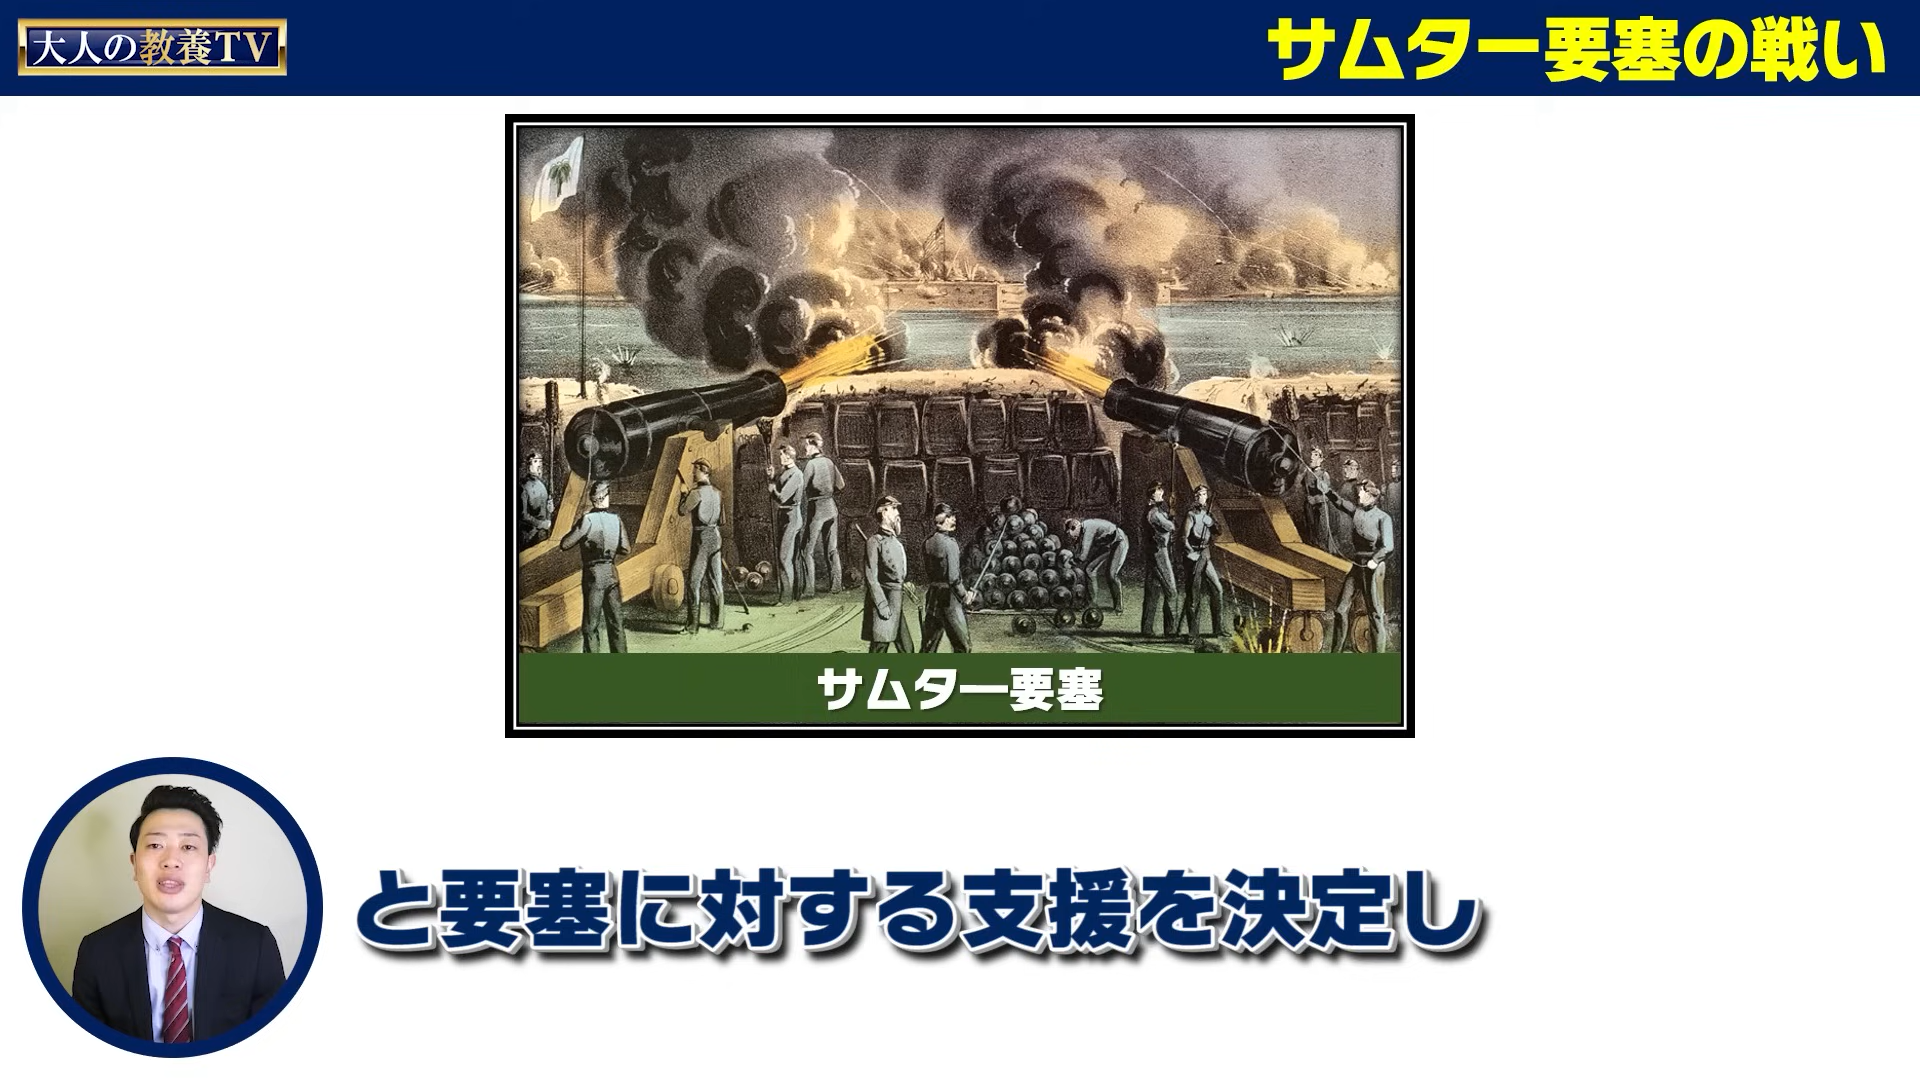 大人の教養TV
サムター要塞の戦い
サムター要塞
と要塞に対する支援を決定し